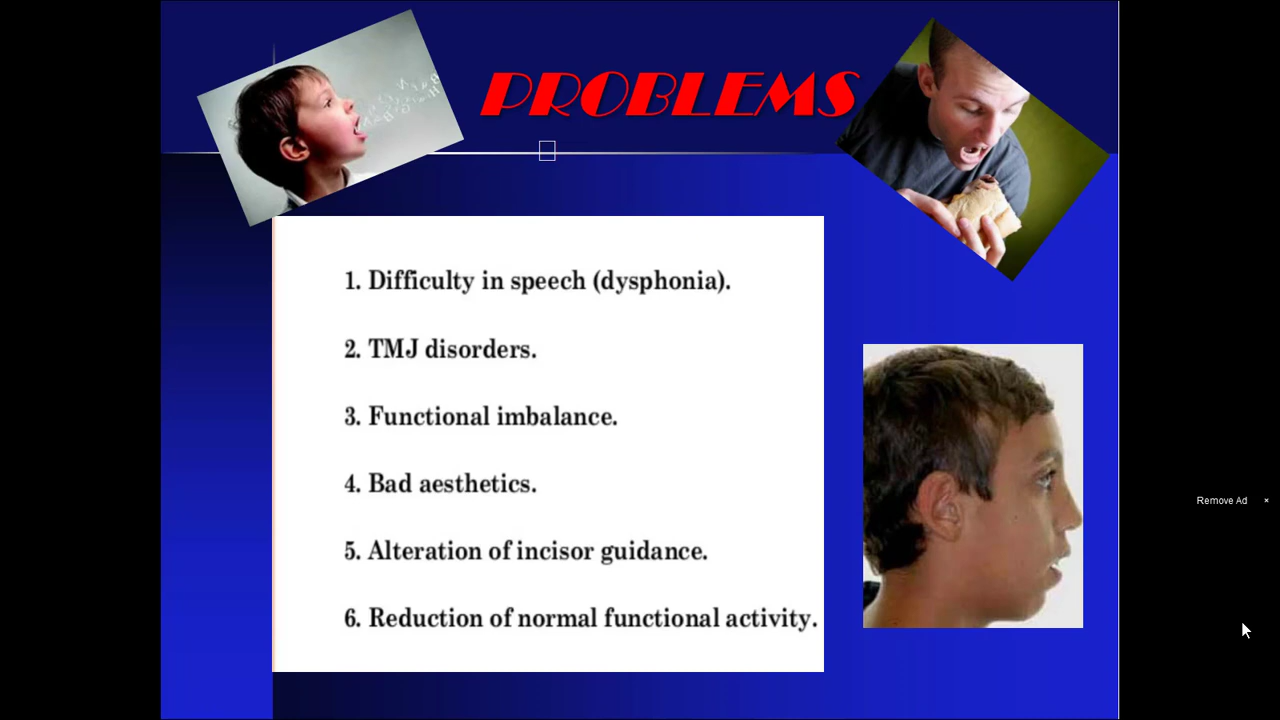 PROBLEMS
1. Difficulty in speech (dysphonia).
2. TMJ disorders.
3. Functional imbalance.
4. Bad aesthetics.
5. Alteration of incisor guidance.
6. Reduction of normal functional activity.
Remove Ad ×